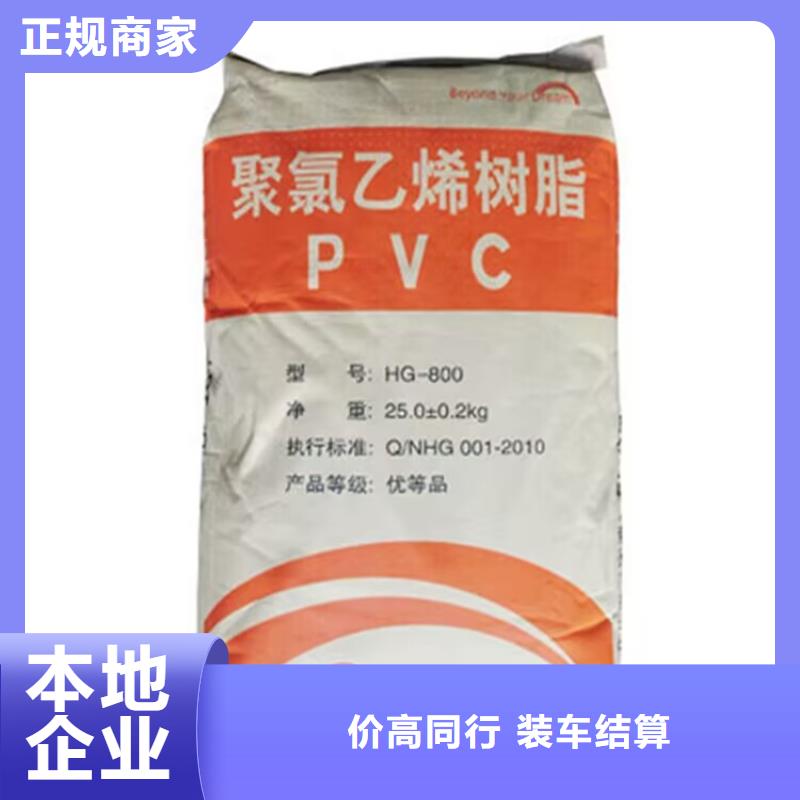 正规商家
Beyond Your Dream
聚氯乙烯树脂
PVC
型 号: HG-800
净 重: 25.0±0.2kg
执行标准: Q/NHG 001-2010
产品等级: 优等品
本地
企业
价高同行 装车结算